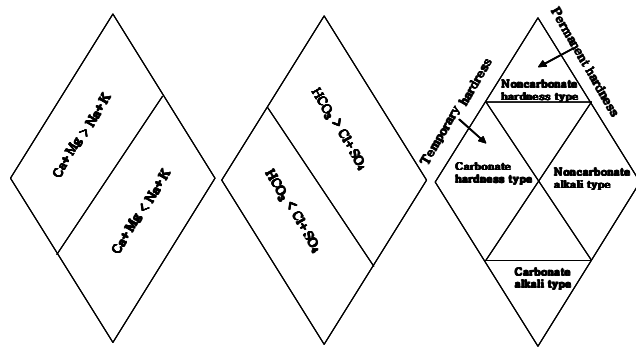 Ca+Mg > Na+K
Ca+Mg < Na+K
HCO₃ > Cl+SO₄
HCO₃ < Cl+SO₄
Temporary hardress
Permanent hardness
Noncarbonate
hardness type
Carbonate
hardness type
Noncarbonate
alkali type
Carbonate
alkali type